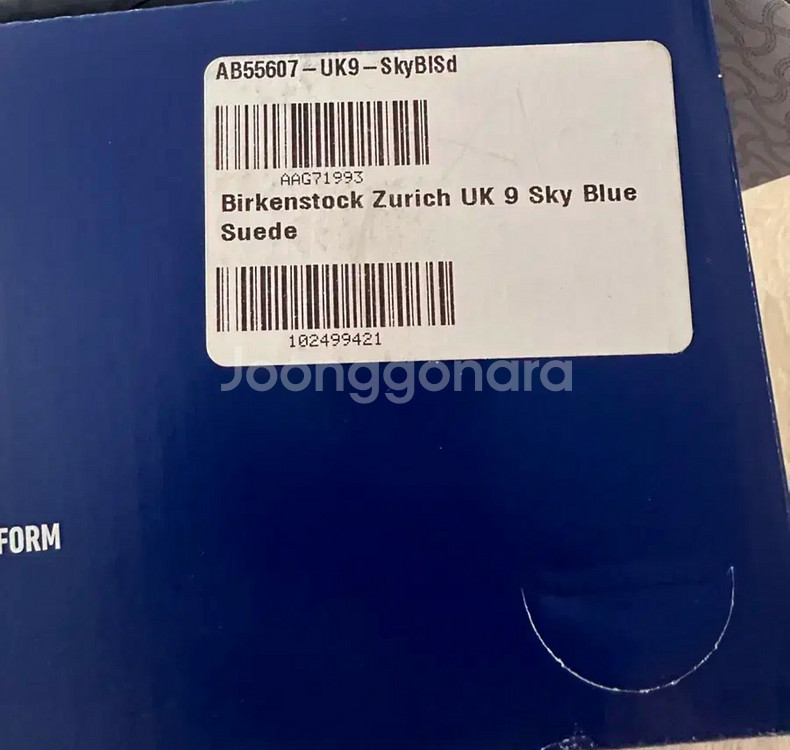 AB55607-UK9-SkyBlSd
AAG71993
Birkenstock Zurich UK 9 Sky Blue
Suede
102499421
Joonggonara
FORM